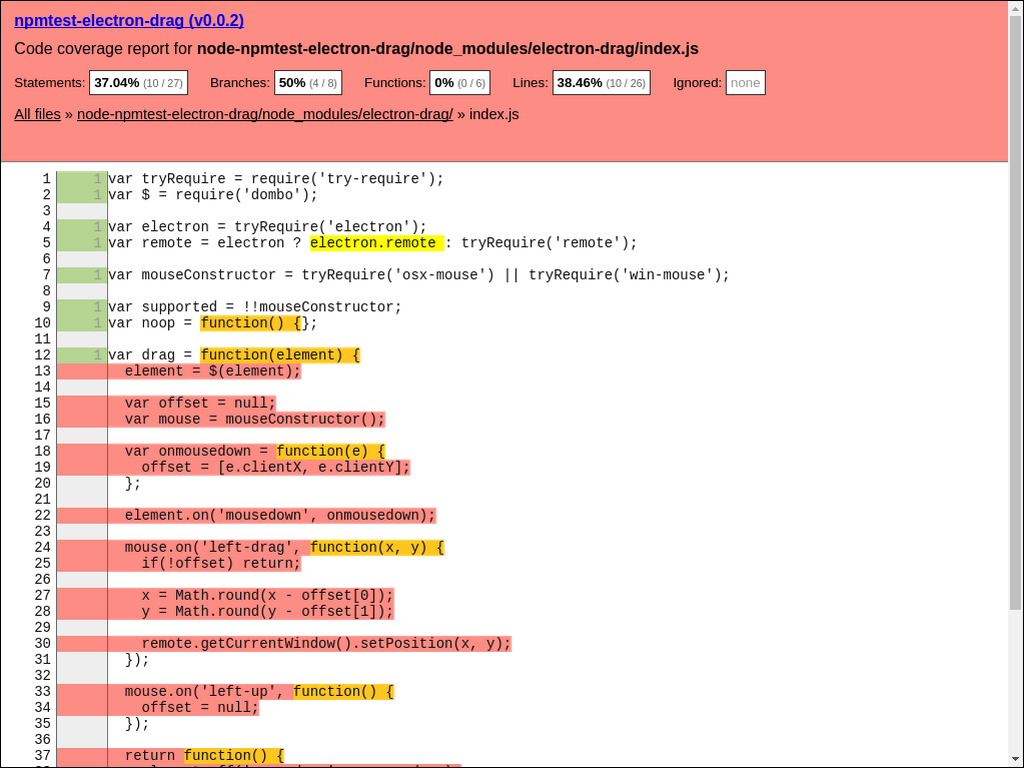 npmtest-electron-drag (v0.0.2)
Code coverage report for node-npmtest-electron-drag/node_modules/electron-drag/index.js
Statements: 37.04% (10 / 27) Branches: 50% (4 / 8) Functions: 0% (0 / 6) Lines: 38.46% (10 / 26) Ignored: none
All files » node-npmtest-electron-drag/node_modules/electron-drag/ » index.js
1 1 var tryRequire = require('try-require');
2 1 var $ = require('dombo');
3
4 1 var electron = tryRequire('electron');
5 1 var remote = electron ? electron.remote : tryRequire('remote');
6
7 1 var mouseConstructor = tryRequire('osx-mouse') || tryRequire('win-mouse');
8
9 1 var supported = !!mouseConstructor;
10 1 var noop = function() {};
11
12 1 var drag = function(element) {
13 element = $(element);
14
15 var offset = null;
16 var mouse = mouseConstructor();
17
18 var onmousedown = function(e) {
19 offset = [e.clientX, e.clientY];
20 };
21
22 element.on('mousedown', onmousedown);
23
24 mouse.on('left-drag', function(x, y) {
25 if(!offset) return;
26
27 x = Math.round(x - offset[0]);
28 y = Math.round(y - offset[1]);
29
30 remote.getCurrentWindow().setPosition(x, y);
31 });
32
33 mouse.on('left-up', function() {
34 offset = null;
35 });
36
37 return function() {